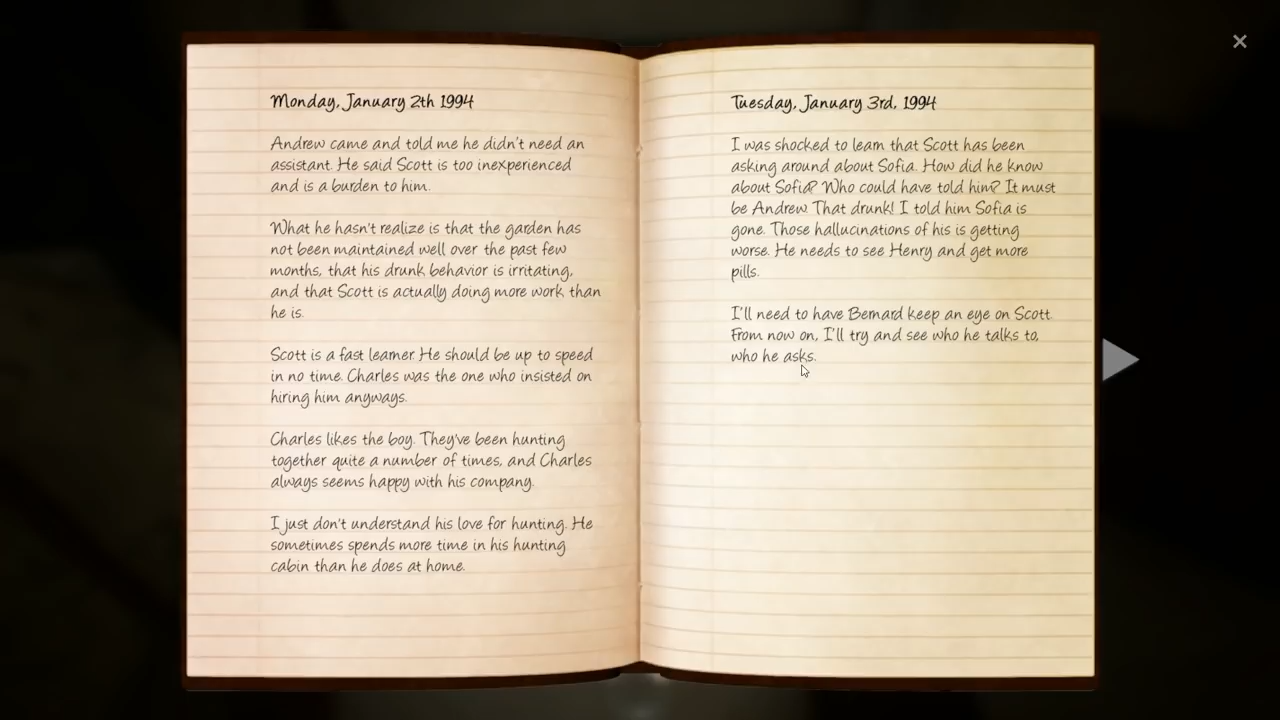 Monday, January 2th 1994
Andrew came and told me he didn't need an
assistant. He said Scott is too inexperienced
and is a burden to him.
What he hasn't realize is that the garden has
not been maintained well over the past few
months, that his drunk behavior is irritating,
and that Scott is actually doing more work than
he is.
Scott is a fast learner. He should be up to speed
in no time. Charles was the one who insisted on
hiring him anyways.
Charles likes the boy. They've been hunting
together quite a number of times, and Charles
always seems happy with his company.
I just don't understand his love for hunting. He
sometimes spends more time in his hunting
cabin than he does at home.
Tuesday, January 3rd, 1994
I was shocked to learn that Scott has been
asking around about Sofia. How did he know
about Sofia? Who could have told him? It must
be Andrew. That drunk! I told him Sofia is
gone. Those hallucinations of his is getting
worse. He needs to see Henry and get more
pills.
I'll need to have Bernard keep an eye on Scott.
From now on, I'll try and see who he talks to,
who he asks.